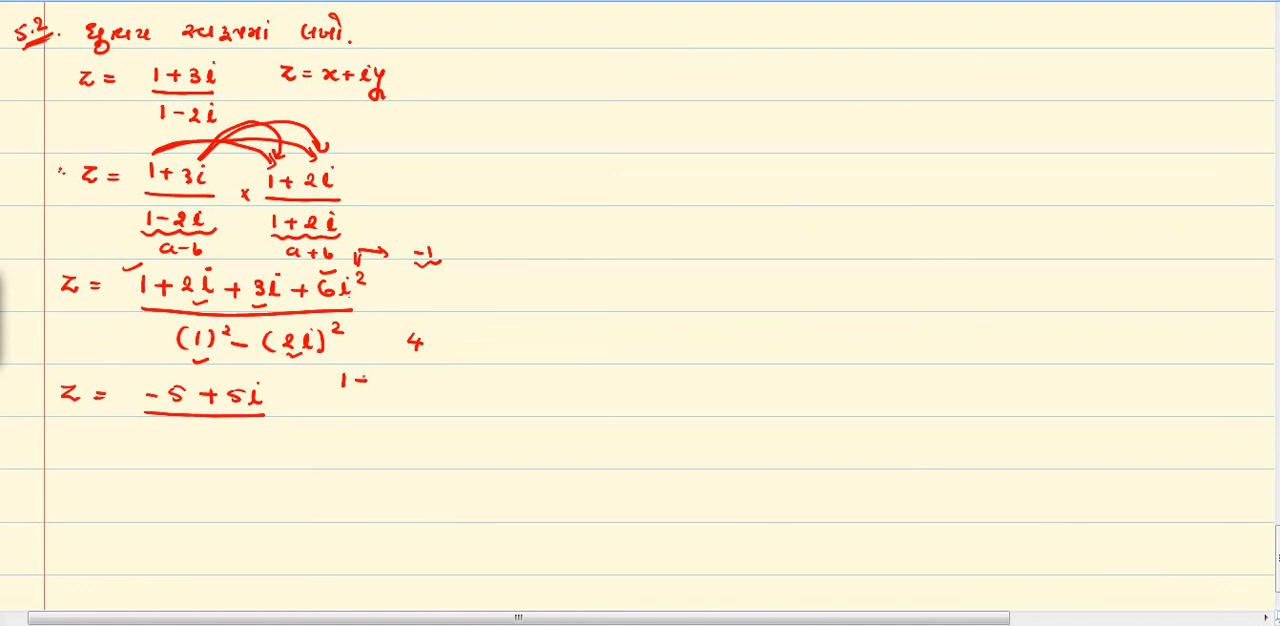 5.2. ધ્રુવીય સ્વરૂપમાં લખો.
z = (1 + 3i)/(1 - 2i)    z = x + iy
∴ z = (1 + 3i)/(1 - 2i) × (1 + 2i)/(1 + 2i)
a - b    a + b    → -1
z = (1 + 2i + 3i + 6i²)/((1)² - (2i)²)    4
1 -
z = - 5 + 5i